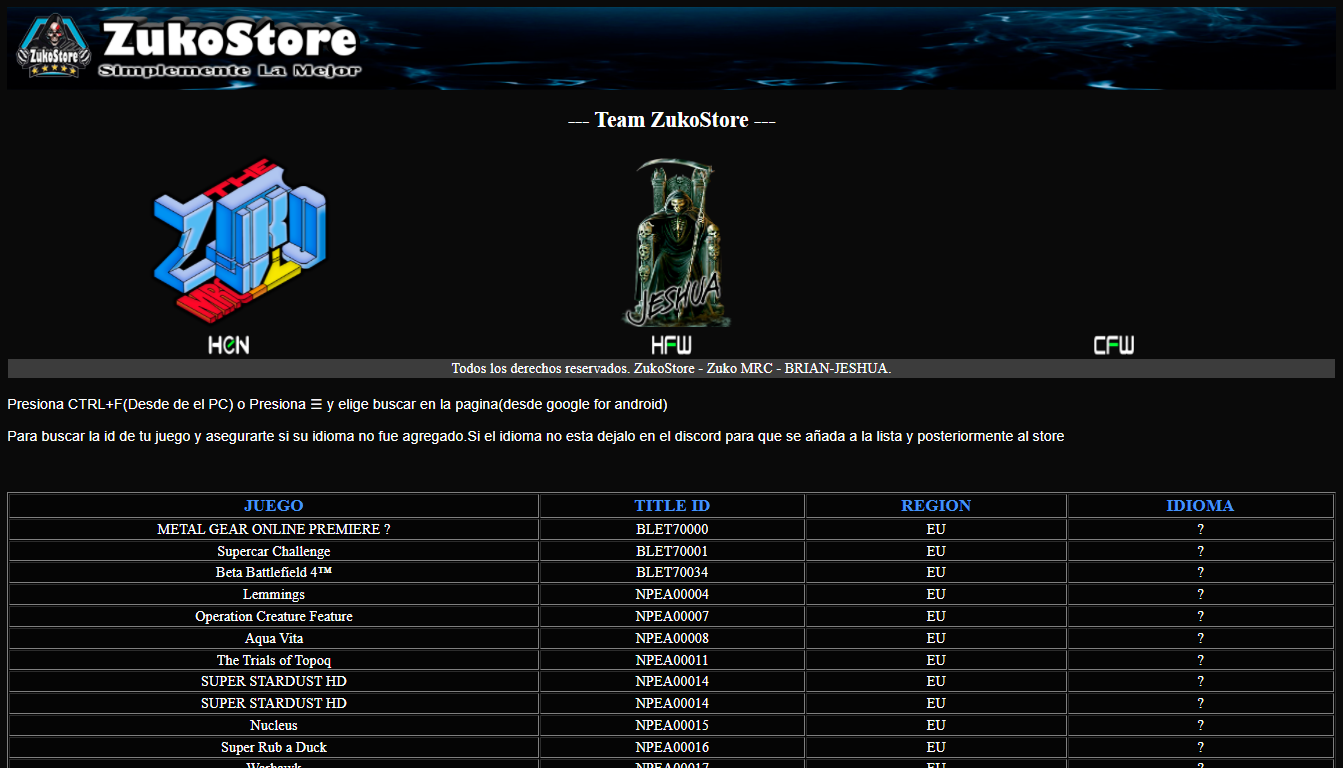 ZukoStore
ZukoStore
Simplemente La Mejor
--- Team ZukoStore ---
THE
ZUKO
MRC
JESHUA
HEN
HFW
CFW
Todos los derechos reservados. ZukoStore - Zuko MRC - BRIAN-JESHUA.
Presiona CTRL+F(Desde de el PC) o Presiona ☰ y elige buscar en la pagina(desde google for android)
Para buscar la id de tu juego y asegurarte si su idioma no fue agregado.Si el idioma no esta dejalo en el discord para que se añada a la lista y posteriormente al store
JUEGO TITLE ID REGION IDIOMA
METAL GEAR ONLINE PREMIERE ? BLET70000 EU ?
Supercar Challenge BLET70001 EU ?
Beta Battlefield 4™ BLET70034 EU ?
Lemmings NPEA00004 EU ?
Operation Creature Feature NPEA00007 EU ?
Aqua Vita NPEA00008 EU ?
The Trials of Topoq NPEA00011 EU ?
SUPER STARDUST HD NPEA00014 EU ?
SUPER STARDUST HD NPEA00014 EU ?
Nucleus NPEA00015 EU ?
Super Rub a Duck NPEA00016 EU ?
Warhawk NPEA00017 EU ?